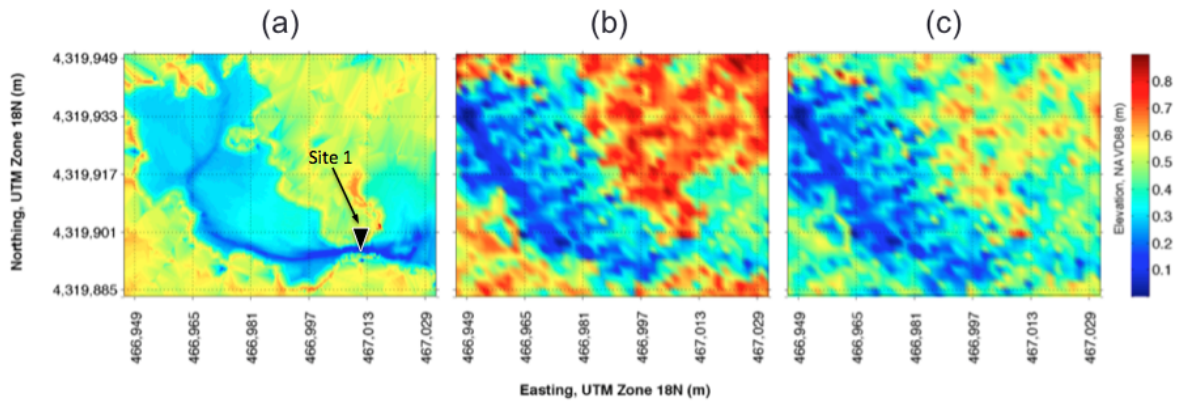 (a) (b) (c)
Northing, UTM Zone 18N (m)
4,319,949
4,319,933
4,319,917
4,319,901
4,319,885
Site 1
466,949 466,965 466,981 466,997 467,013 467,029
466,949 466,965 466,981 466,997 467,013 467,029
466,949 466,965 466,981 466,997 467,013 467,029
Easting, UTM Zone 18N (m)
0.8
0.7
0.6
0.5
0.4
0.3
0.2
0.1
Elevation, NAVD88 (m)